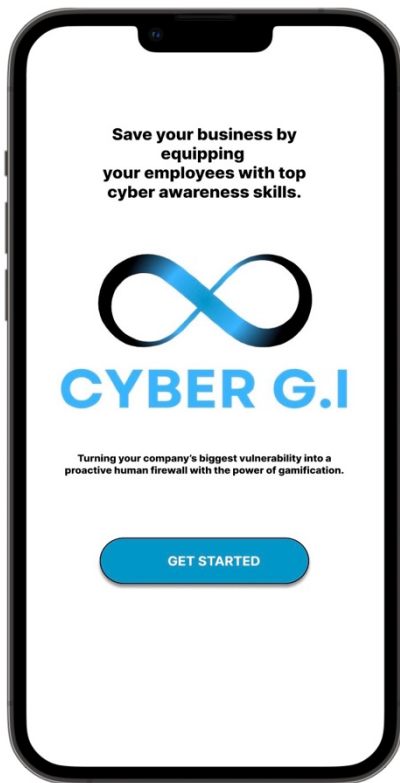 Save your business by
equipping
your employees with top
cyber awareness skills.
CYBER G.I
Turning your company's biggest vulnerability into a
proactive human firewall with the power of gamification.
GET STARTED